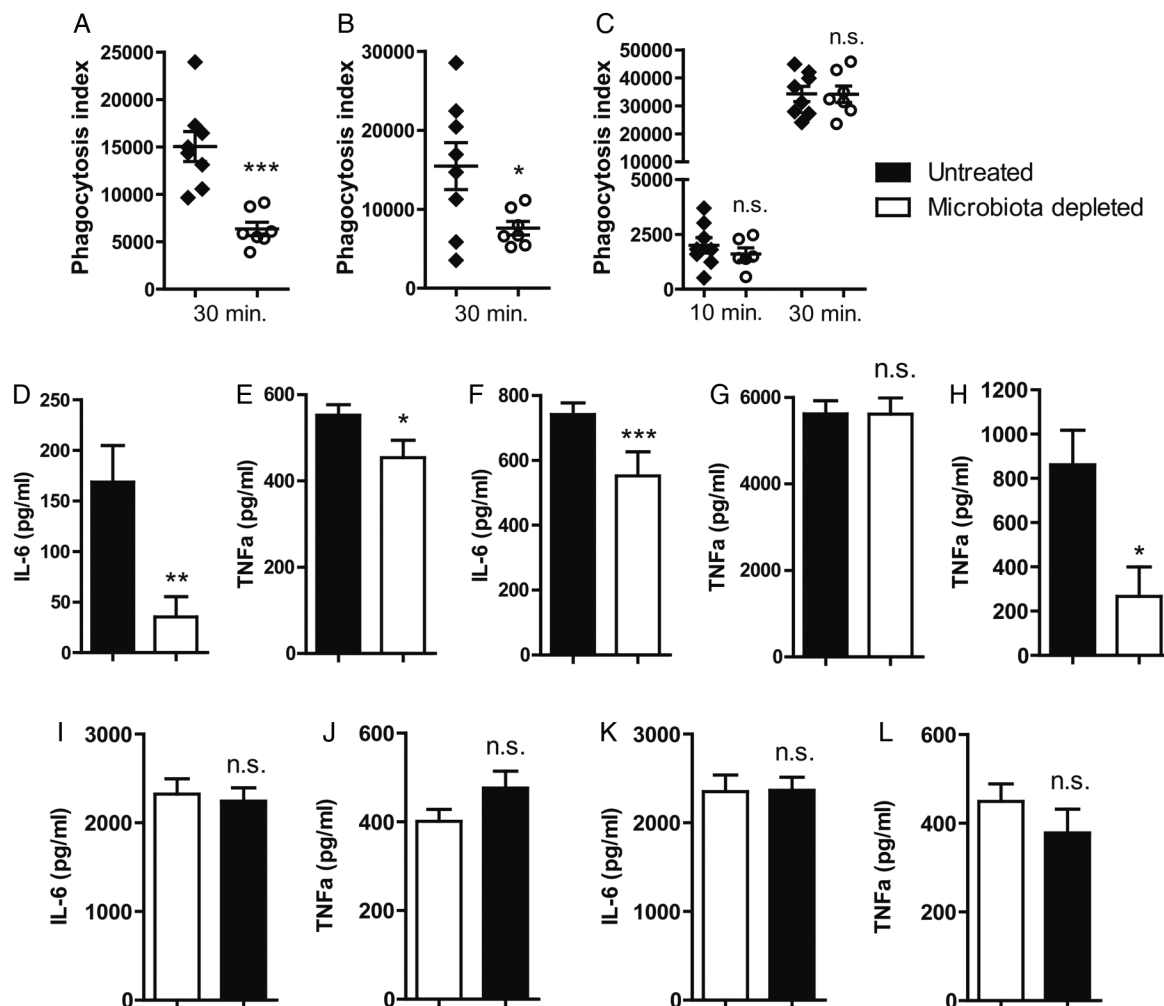 A
Phagocytosis index
25000
20000
15000
10000
5000
0
***
30 min.
B
Phagocytosis index
30000
20000
10000
0
*
30 min.
C
Phagocytosis index
50000
40000
30000
20000
10000
5000
2500
0
n.s.
n.s.
10 min. 30 min.
Untreated
Microbiota depleted
D
IL-6 (pg/ml)
250
200
150
100
50
0
**
E
TNFa (pg/ml)
600
400
200
0
*
F
IL-6 (pg/ml)
800
600
400
200
0
***
G
TNFa (pg/ml)
6000
4000
2000
0
n.s.
H
TNFa (pg/ml)
1200
1000
800
600
400
200
0
*
I
IL-6 (pg/ml)
3000
2000
1000
0
n.s.
J
TNFa (pg/ml)
600
400
200
0
n.s.
K
IL-6 (pg/ml)
3000
2000
1000
0
n.s.
L
TNFa (pg/ml)
600
400
200
0
n.s.